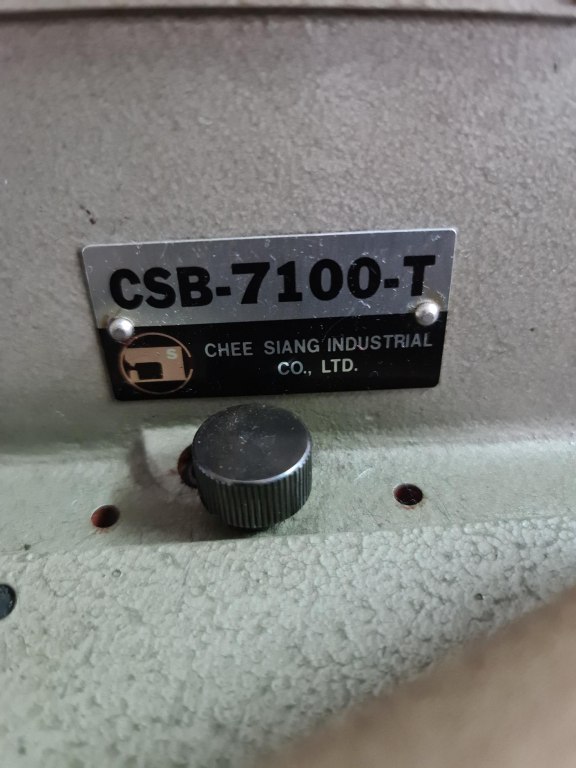 CSB-7100-T
S
CHEE SIANG INDUSTRIAL
CO., LTD.